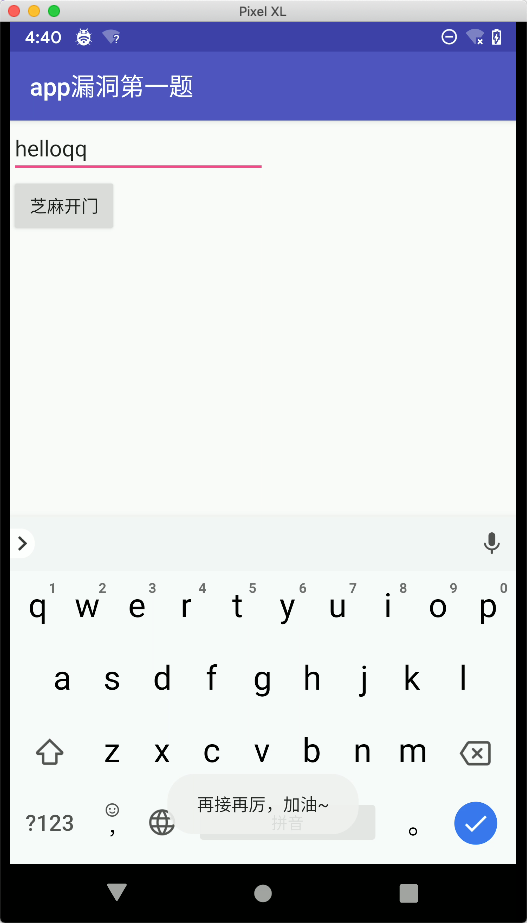 Pixel XL
4:40
app漏洞第一题
helloqq
芝麻开门
1 2 3 4 5 6 7 8 9 0
q w e r t y u i o p
a s d f g h j k l
z x c v b n m
再接再厉，加油~
?123 , 拼音 。